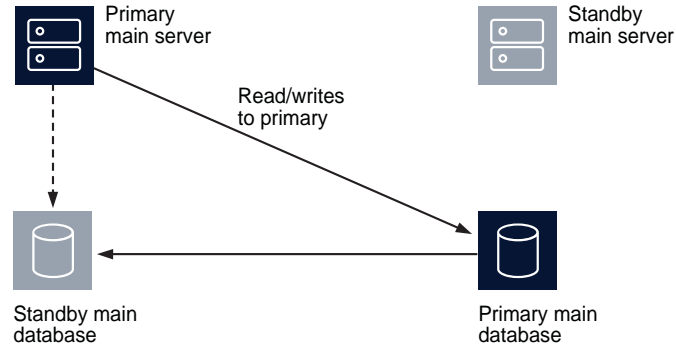 Primary
main server
Standby
main server
Read/writes
to primary
Standby main
database
Primary main
database